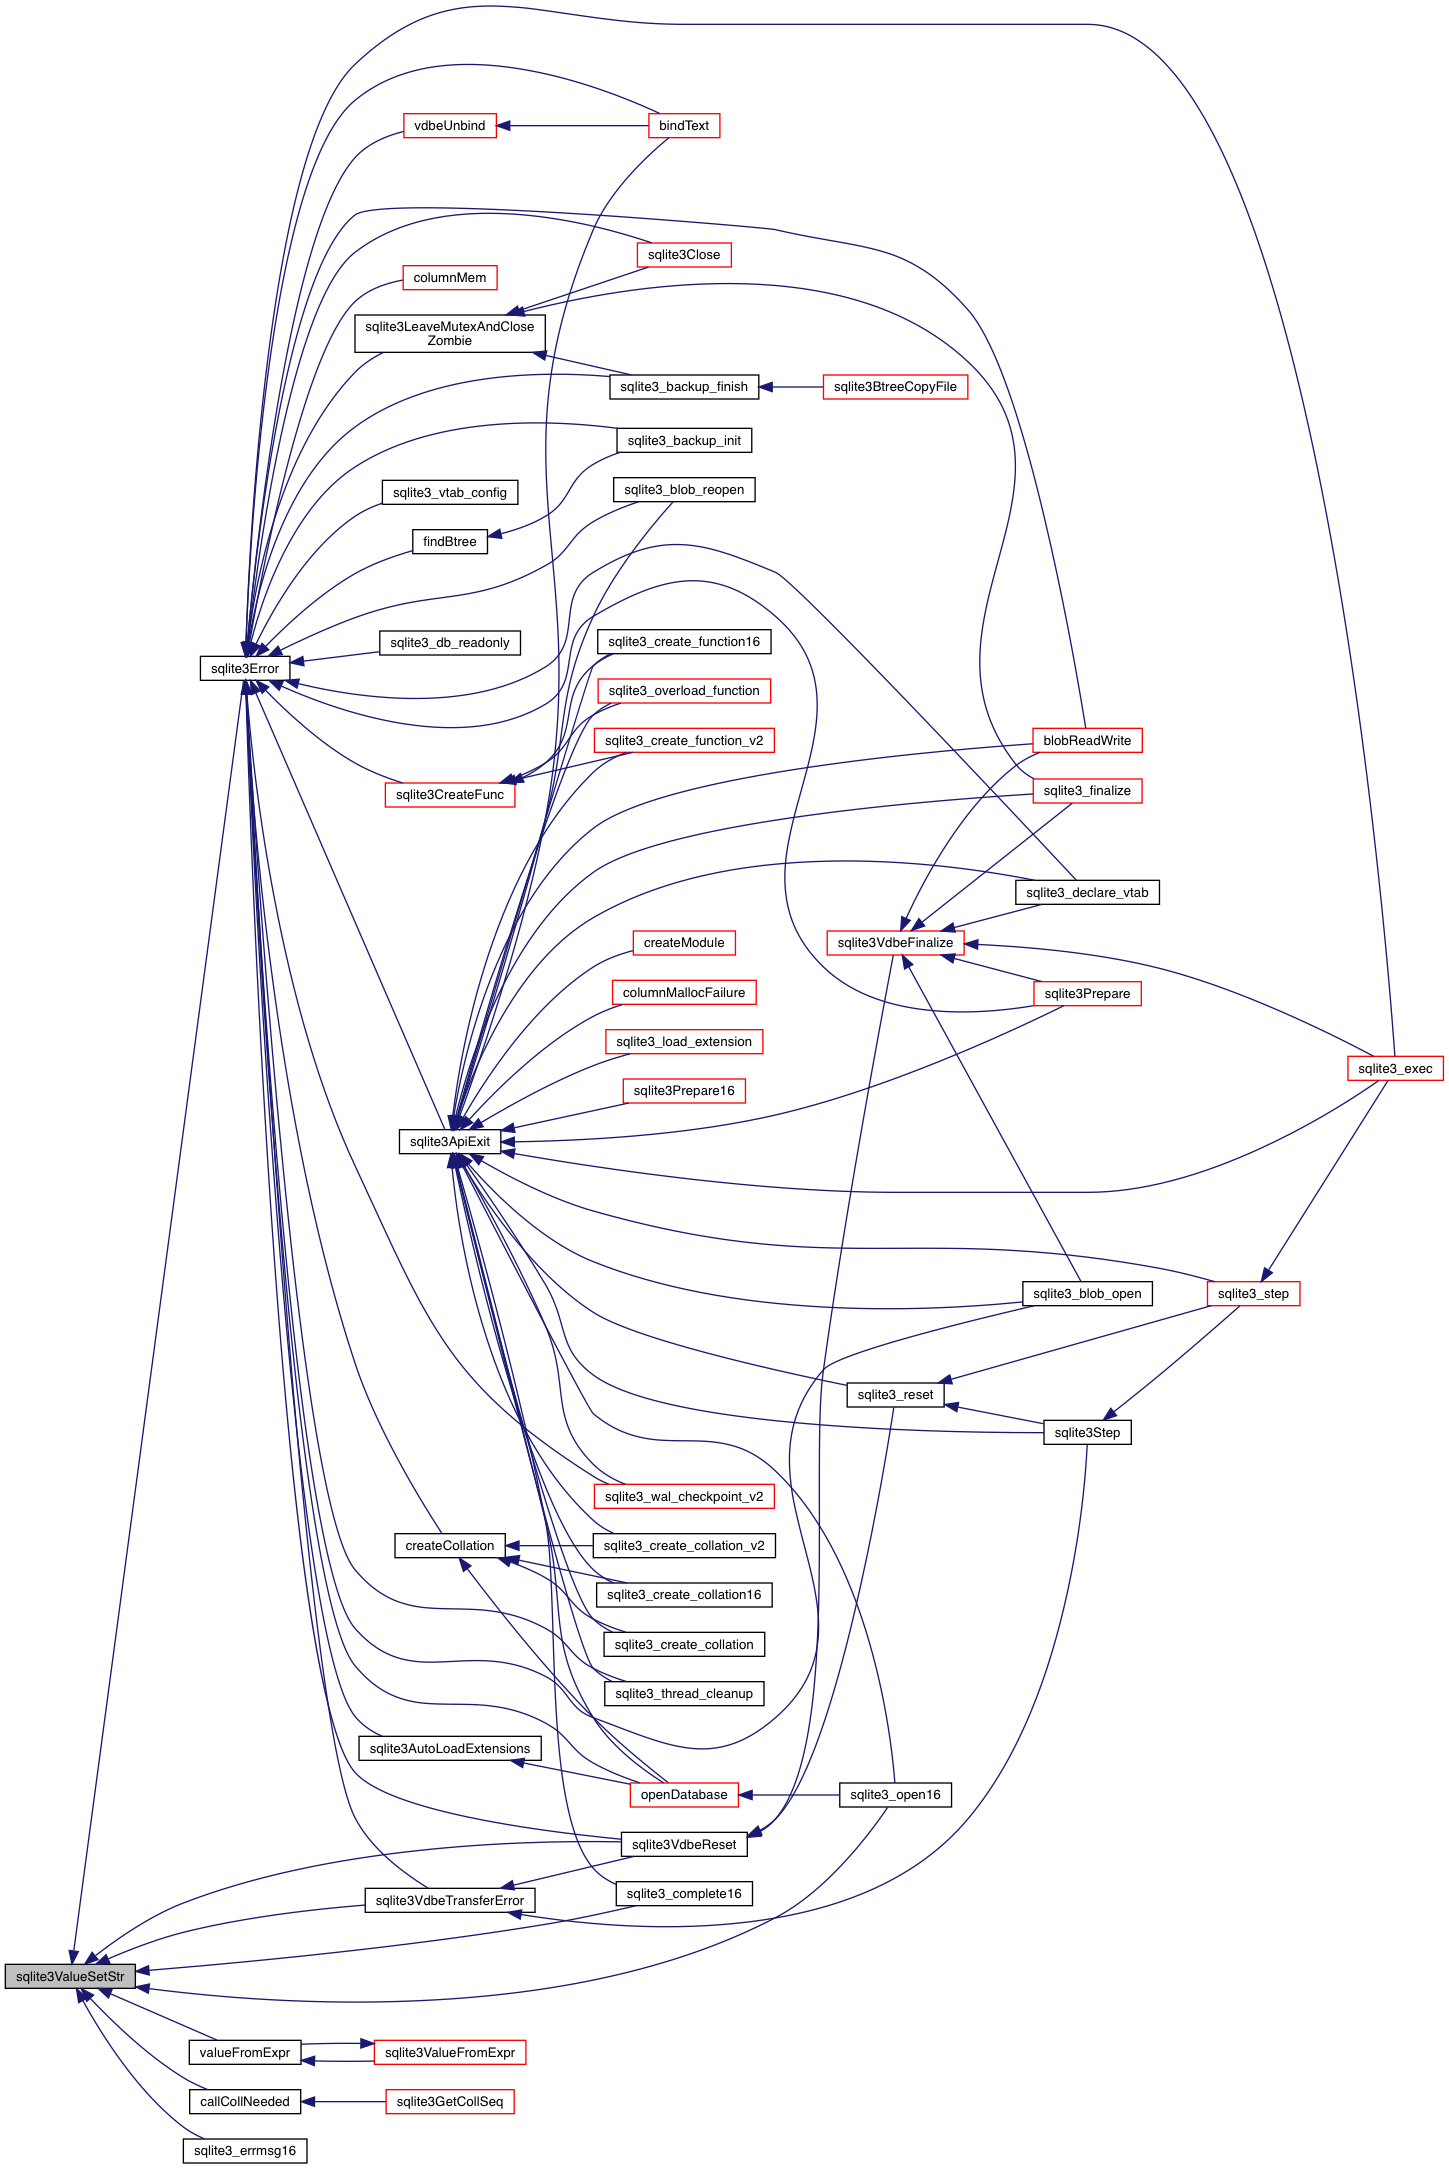 vdbeUnbind
bindText
sqlite3Close
columnMem
sqlite3LeaveMutexAndClose
Zombie
sqlite3_backup_finish
sqlite3BtreeCopyFile
sqlite3_backup_init
sqlite3_vtab_config
sqlite3_blob_reopen
findBtree
sqlite3_db_readonly
sqlite3_create_function16
sqlite3Error
sqlite3_overload_function
sqlite3_create_function_v2
blobReadWrite
sqlite3CreateFunc
sqlite3_finalize
sqlite3_declare_vtab
createModule
sqlite3VdbeFinalize
columnMallocFailure
sqlite3Prepare
sqlite3_load_extension
sqlite3_exec
sqlite3Prepare16
sqlite3ApiExit
sqlite3_blob_open
sqlite3_step
sqlite3_reset
sqlite3Step
sqlite3_wal_checkpoint_v2
createCollation
sqlite3_create_collation_v2
sqlite3_create_collation16
sqlite3_create_collation
sqlite3_thread_cleanup
sqlite3AutoLoadExtensions
openDatabase
sqlite3_open16
sqlite3VdbeReset
sqlite3_complete16
sqlite3VdbeTransferError
sqlite3ValueSetStr
valueFromExpr
sqlite3ValueFromExpr
callCollNeeded
sqlite3GetCollSeq
sqlite3_errmsg16